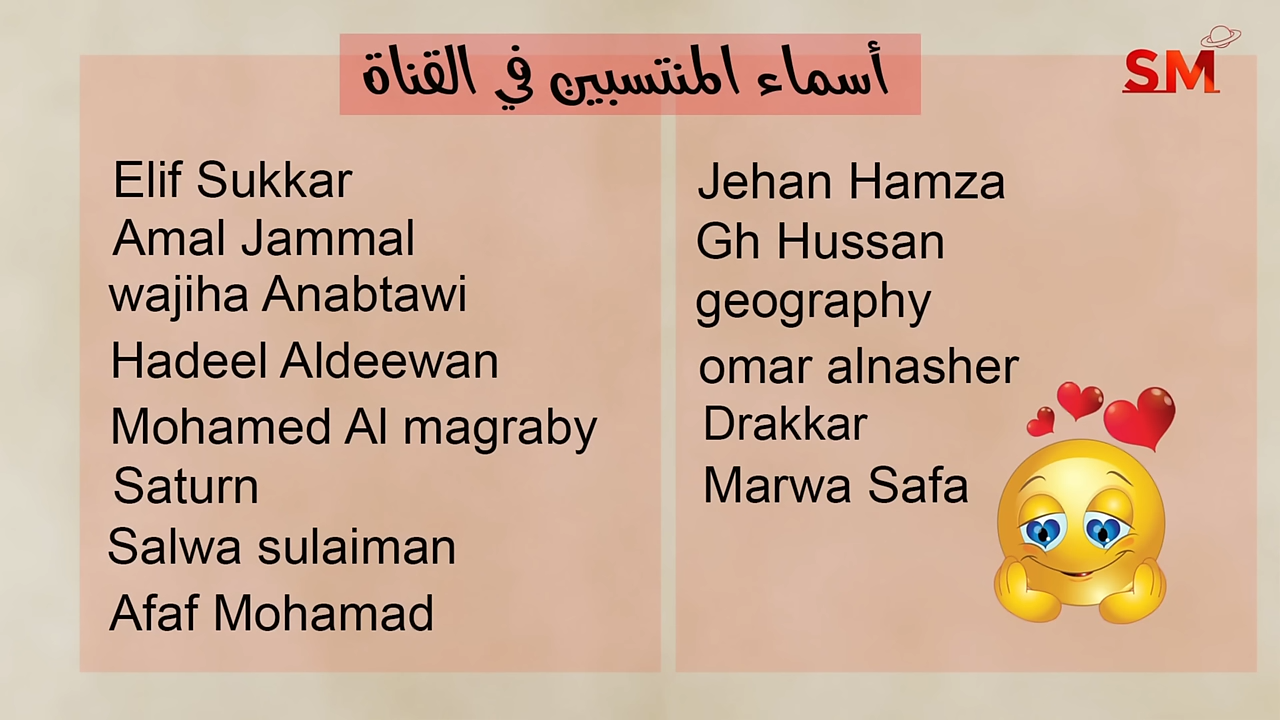 أسماء المنتسبين في القناة
SM
Elif Sukkar
Amal Jammal
wajiha Anabtawi
Hadeel Aldeewan
Mohamed Al magraby
Saturn
Salwa sulaiman
Afaf Mohamad
Jehan Hamza
Gh Hussan
geography
omar alnasher
Drakkar
Marwa Safa